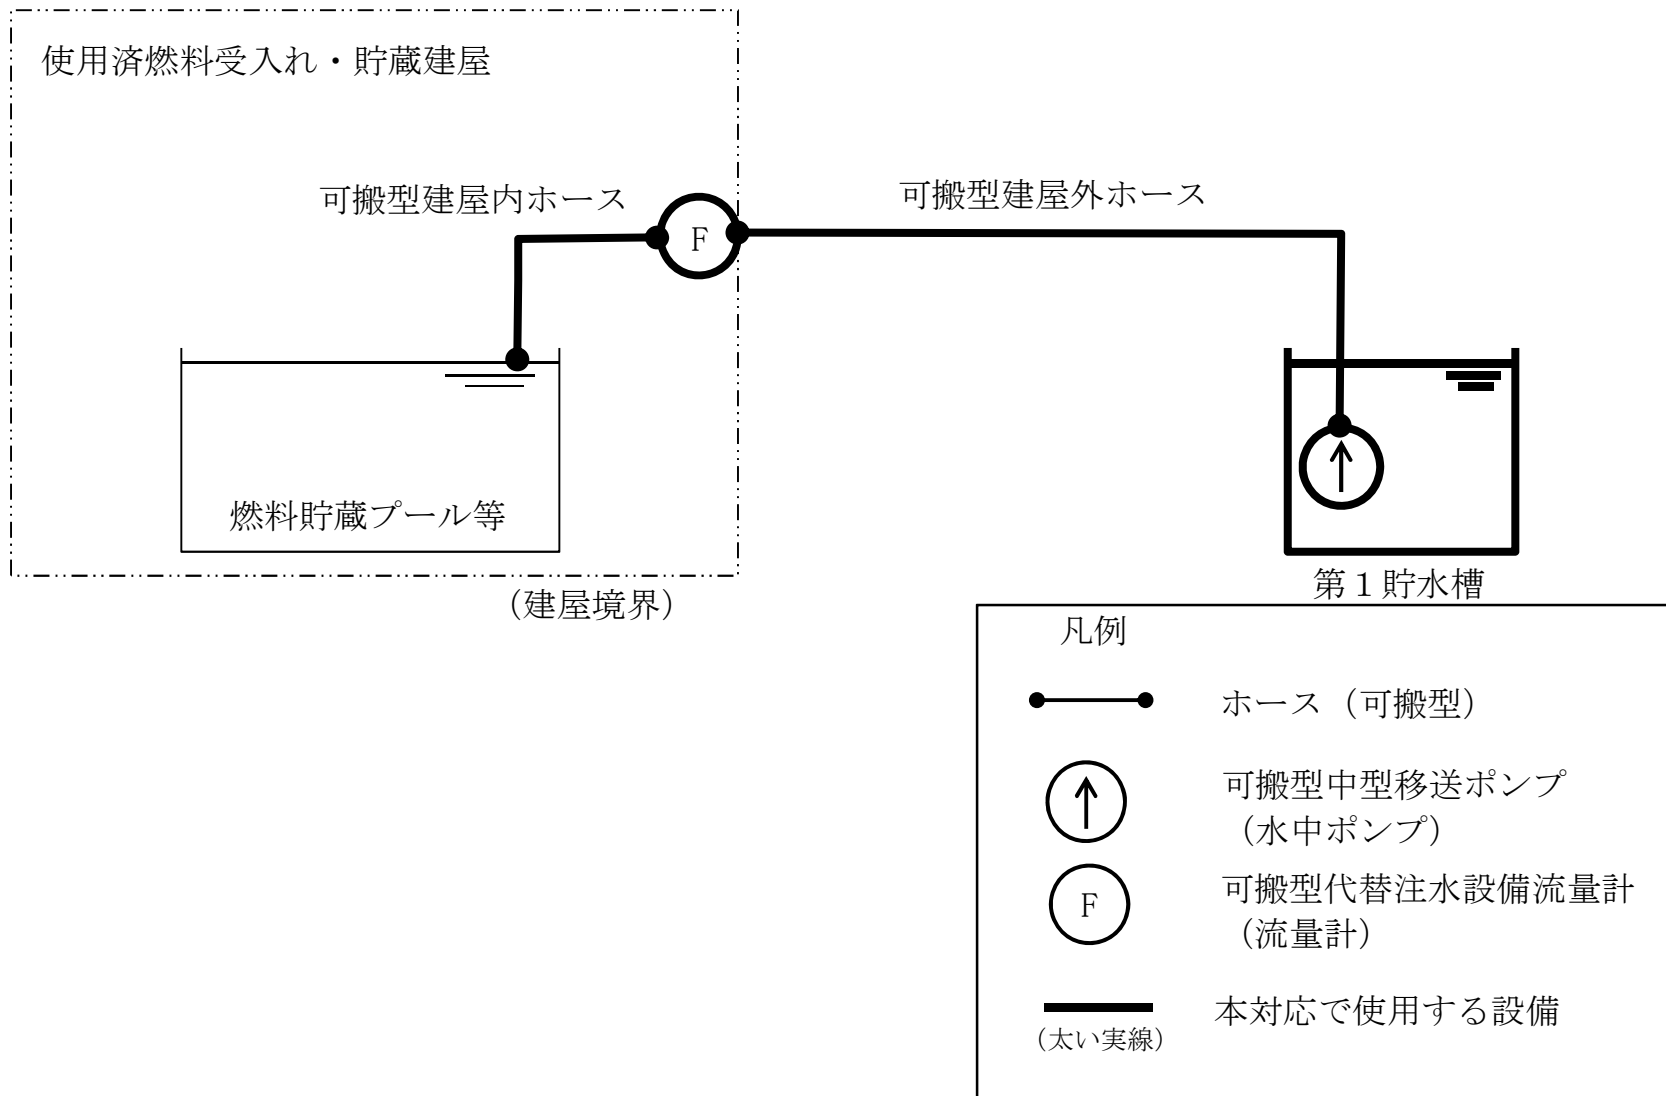 使用済燃料受入れ・貯蔵建屋
可搬型建屋内ホース
可搬型建屋外ホース
F
燃料貯蔵プール等
第１貯水槽
（建屋境界）
凡例
ホース（可搬型）
可搬型中型移送ポンプ
（水中ポンプ）
F
可搬型代替注水設備流量計
（流量計）
本対応で使用する設備
（太い実線）